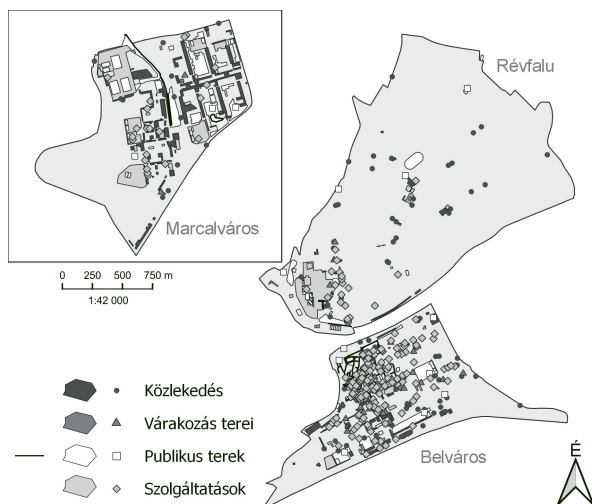 Révfalu
Marcalváros
0 250 500 750 m
1:42 000
Közlekedés
Várakozás terei
Publikus terek
Szolgáltatások
Belváros
É